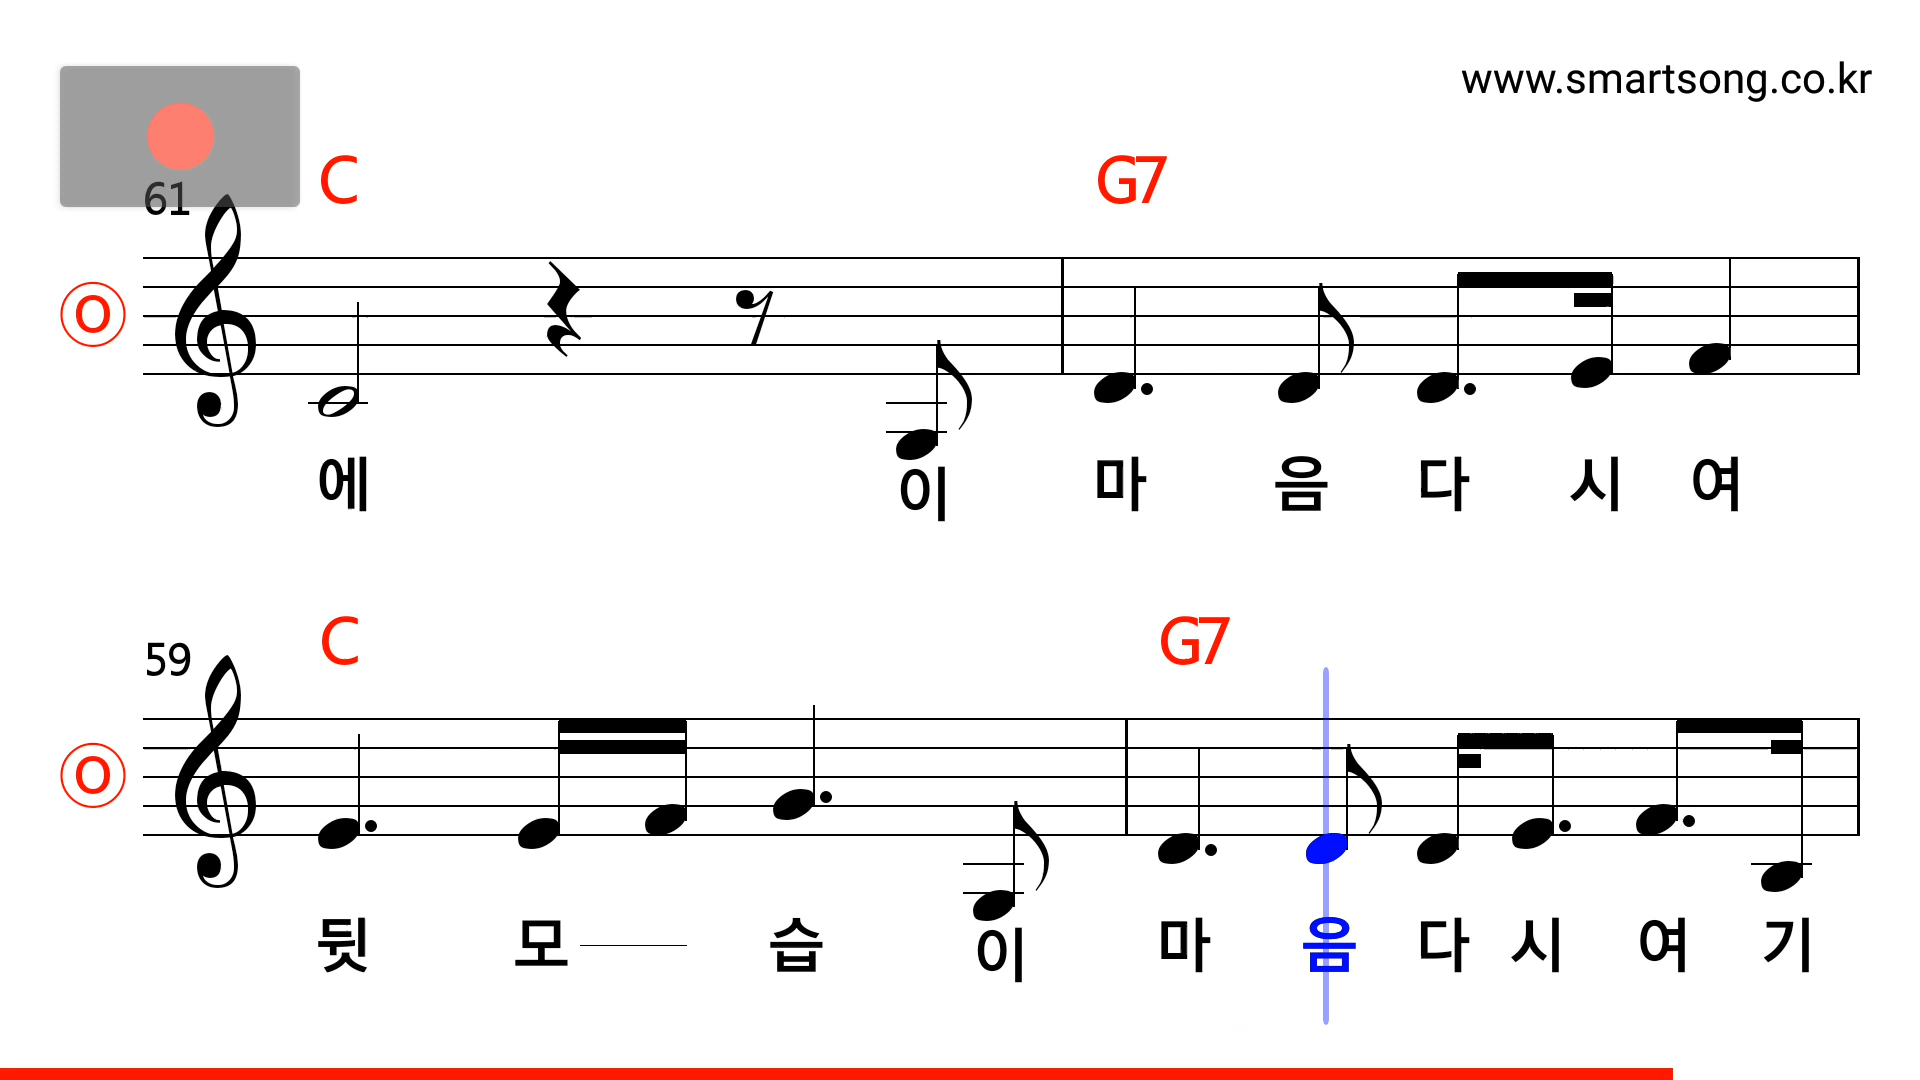 www.smartsong.co.kr
61 C G7
O
에 이 마 음 다 시 여
59 C G7
O
뒷 모 습 이 마 음 다 시 여 기